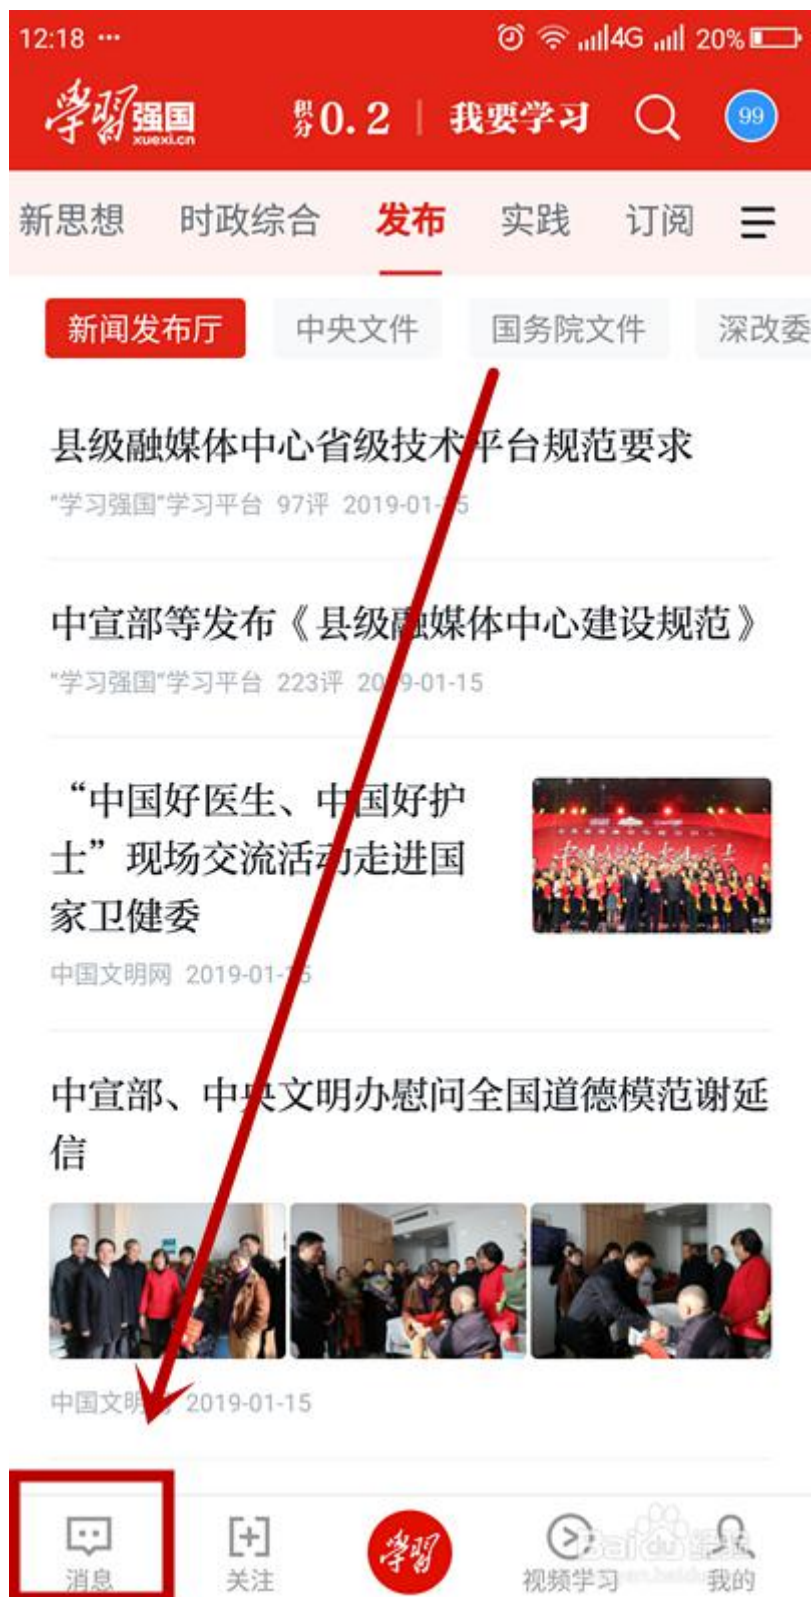 12:18 ···
4G 20%
學習强国
xuexi.cn
积分 0.2 | 我要学习
99
新思想 时政综合 发布 实践 订阅
新闻发布厅 中央文件 国务院文件 深改委
县级融媒体中心省级技术平台规范要求
“学习强国”学习平台 97评 2019-01-15
中宣部等发布《县级融媒体中心建设规范》
“学习强国”学习平台 223评 2019-01-15
“中国好医生、中国好护
士”现场交流活动走进国
家卫健委
中国文明网 2019-01-15
中宣部、中央文明办慰问全国道德模范谢延
信
中国文明网 2019-01-15
消息 关注 學習 视频学习 我的
Baidu 经验